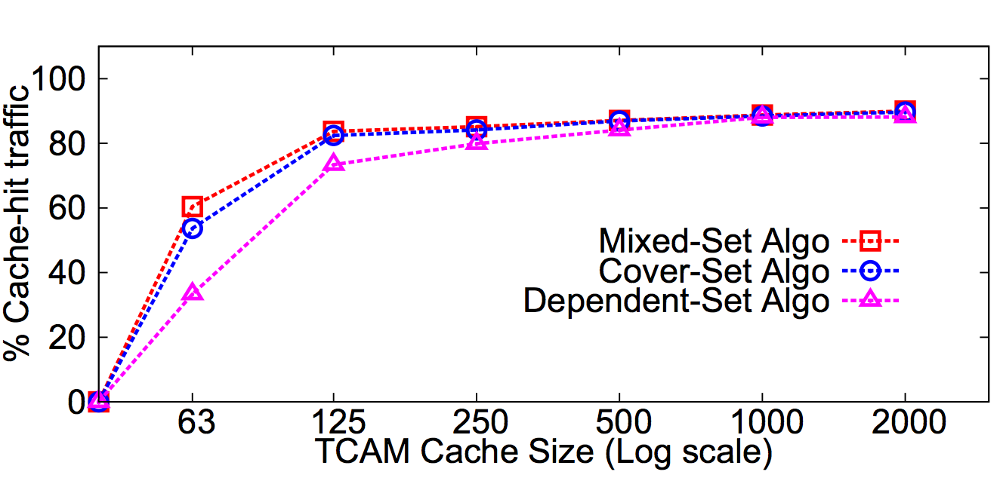 % Cache-hit traffic
100
80
60
40
20
0
Mixed-Set Algo
Cover-Set Algo
Dependent-Set Algo
63 125 250 500 1000 2000
TCAM Cache Size (Log scale)